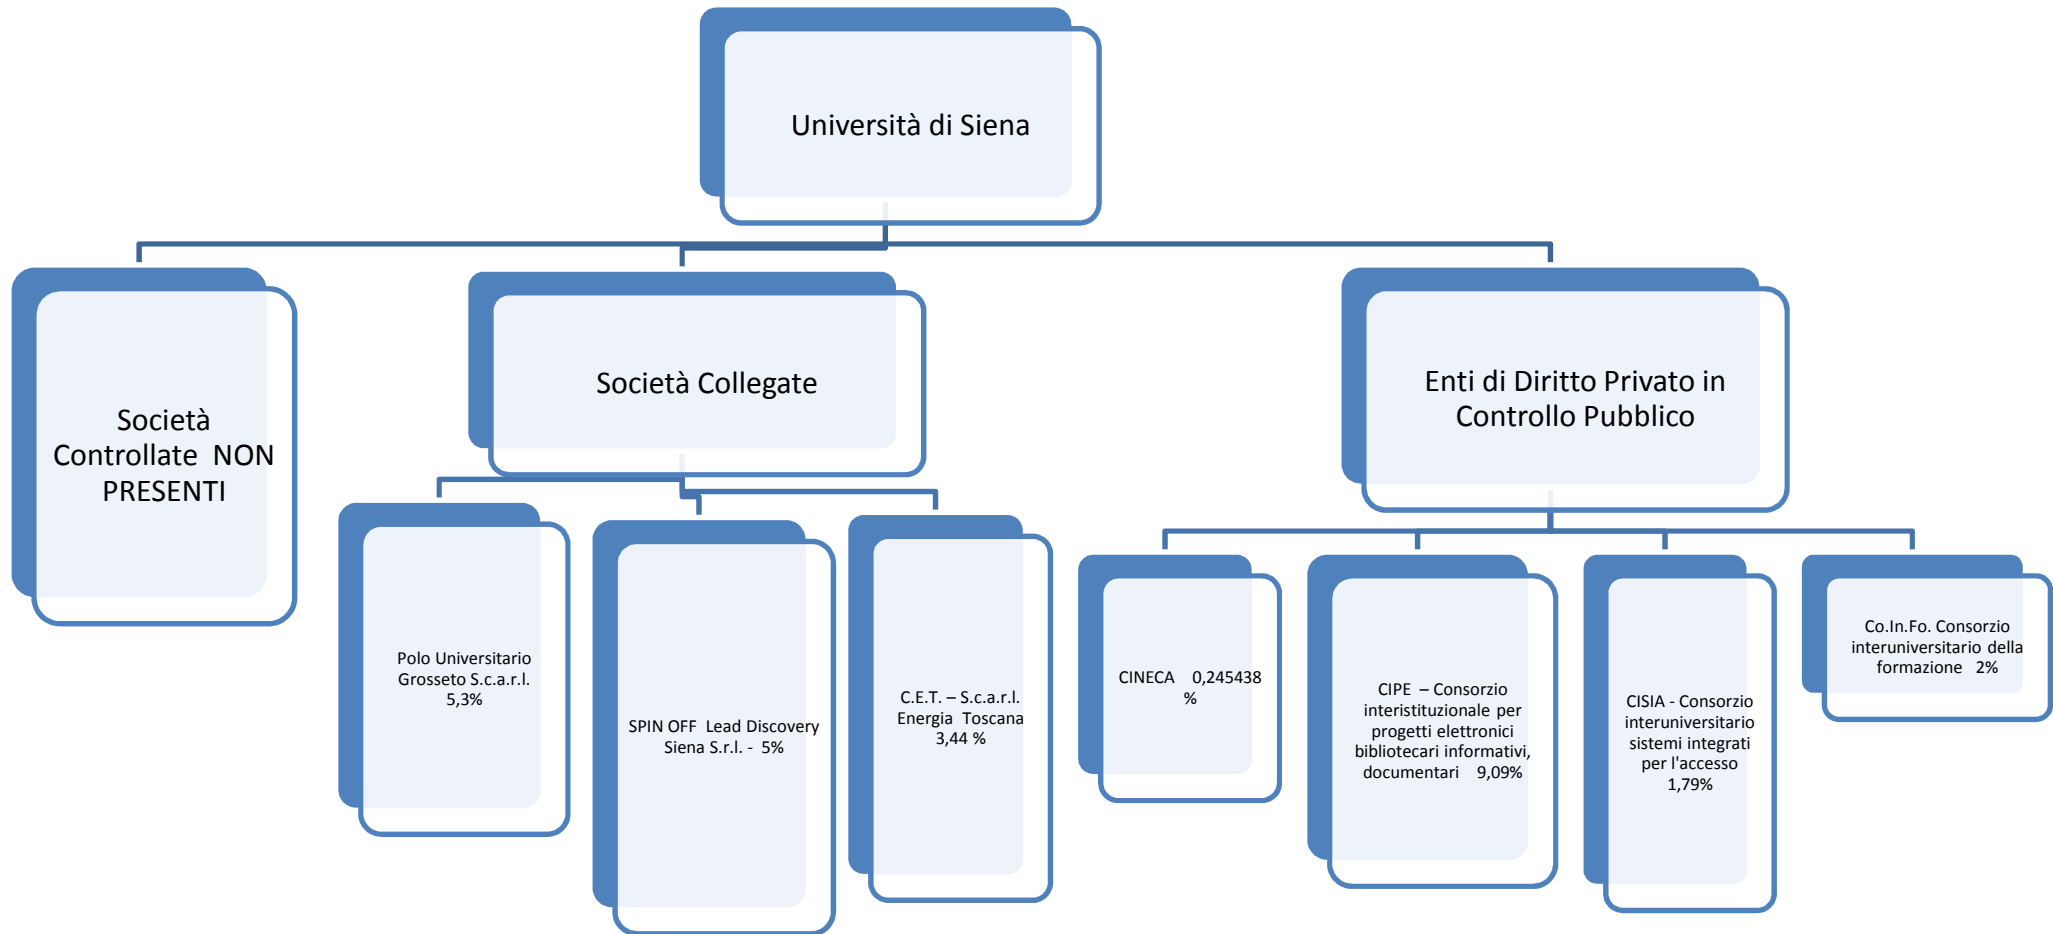 Università di Siena
Società
Controllate  NON
PRESENTI
Società Collegate
Enti di Diritto Privato in
Controllo Pubblico
Polo Universitario
Grosseto S.c.a.r.l.
5,3%
SPIN OFF  Lead Discovery
Siena S.r.l. -  5%
C.E.T. – S.c.a.r.l.
Energia  Toscana
3,44 %
CINECA    0,245438
%
CIPE  – Consorzio
interistituzionale per
progetti elettronici
bibliotecari informativi,
documentari    9,09%
CISIA - Consorzio
interuniversitario
sistemi integrati
per l'accesso
1,79%
Co.In.Fo. Consorzio
interuniversitario della
formazione   2%